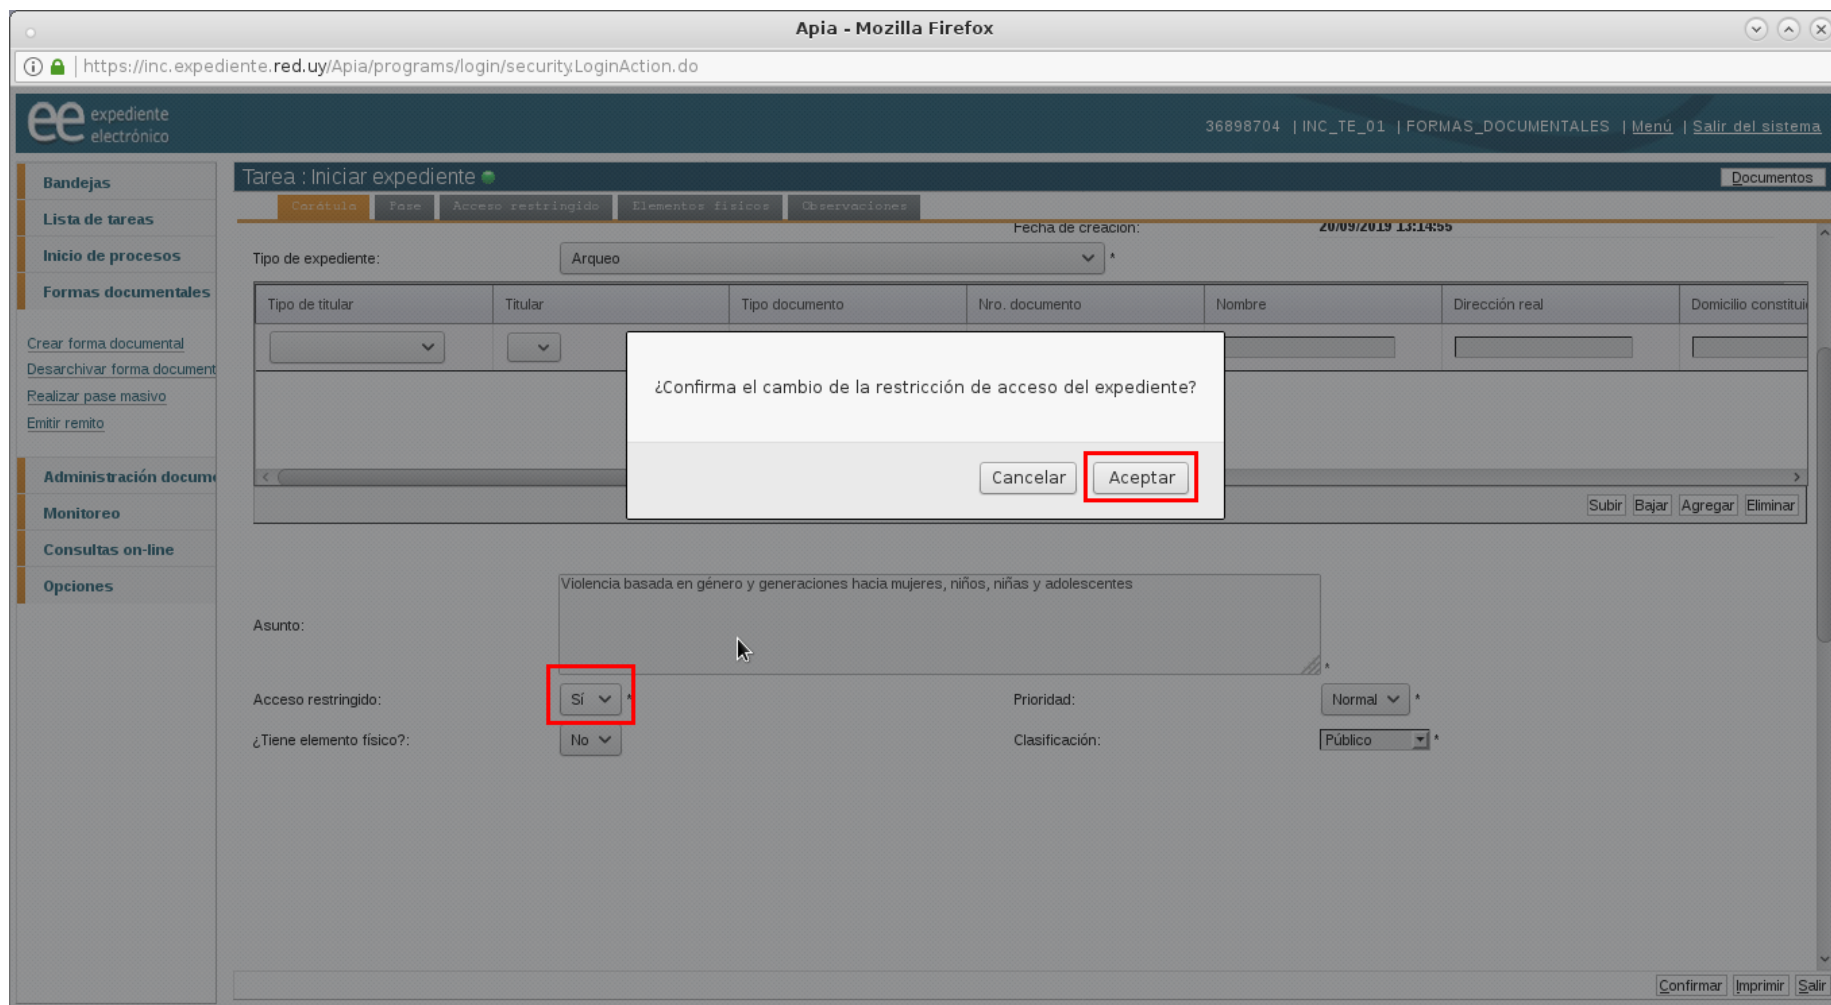 Apia - Mozilla Firefox
https://inc.expediente.red.uy/Apia/programs/login/security.LoginAction.do
ee expediente
electrónico
36898704 | INC_TE_01 | FORMAS_DOCUMENTALES | Menú | Salir del sistema
Bandejas
Lista de tareas
Inicio de procesos
Formas documentales
Crear forma documental
Desarchivar forma document
Realizar pase masivo
Emitir remito
Administración docum
Monitoreo
Consultas on-line
Opciones
Tarea : Iniciar expediente
Documentos
Carátula Pase Acceso restringido Elementos físicos Observaciones
Fecha de creación: 20/09/2019 13:14:55
Tipo de expediente: Arqueo *
Tipo de titular Titular Tipo documento Nro. documento Nombre Dirección real Domicilio constitui
¿Confirma el cambio de la restricción de acceso del expediente?
Cancelar Aceptar
Subir Bajar Agregar Eliminar
Violencia basada en género y generaciones hacia mujeres, niños, niñas y adolescentes
Asunto: *
Acceso restringido: Sí * Prioridad: Normal *
¿Tiene elemento físico?: No Clasificación: Público *
Confirmar Imprimir Salir